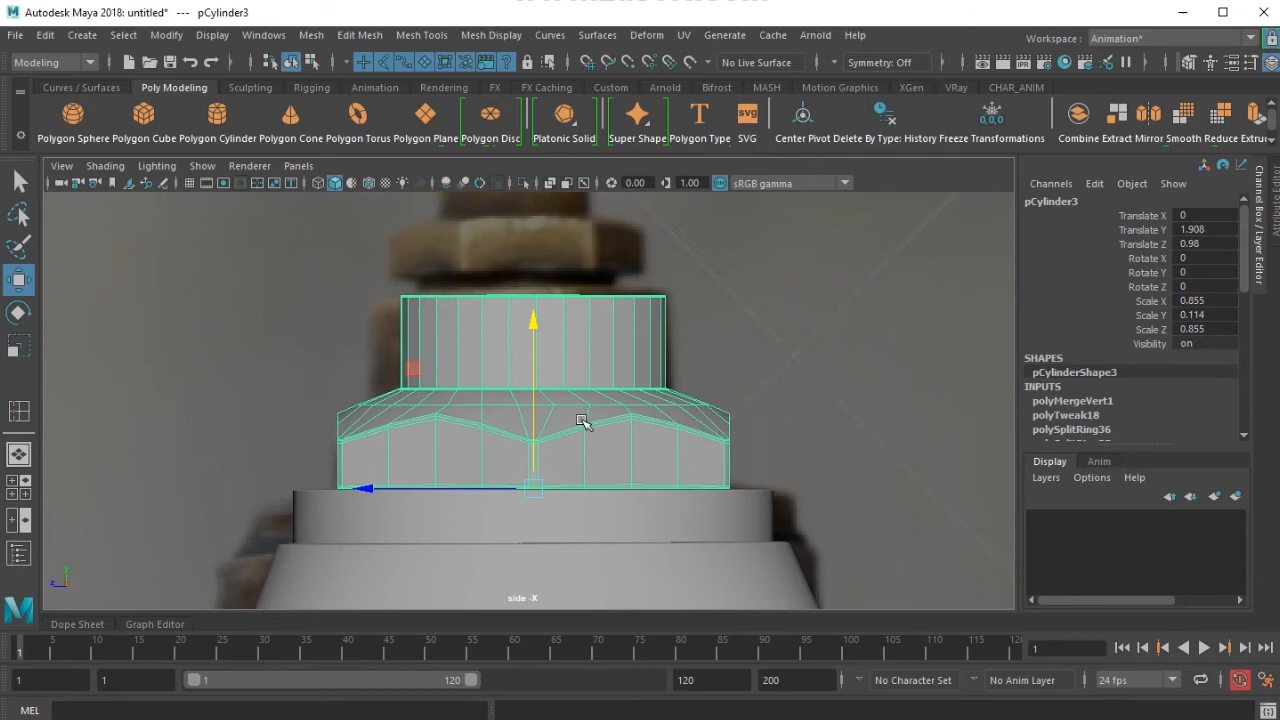 Autodesk Maya 2018: untitled* --- pCylinder3
File Edit Create Select Modify Display Windows Mesh Edit Mesh Mesh Tools Mesh Display Curves Surfaces Deform UV Generate Cache Arnold Help
Workspace : Animation*
Modeling No Live Surface Symmetry: Off
Curves / Surfaces Poly Modeling Sculpting Rigging Animation Rendering FX FX Caching Custom Arnold Bifrost MASH Motion Graphics XGen VRay CHAR_ANIM
SVG 0,0,0
Polygon Sphere Polygon Cube Polygon Cylinder Polygon Cone Polygon Torus Polygon Plane Polygon Disc Platonic Solid Super Shape Polygon Type SVG Center Pivot Delete By Type: History Freeze Transformations Combine Extract Mirror Smooth Reduce
View Shading Lighting Show Renderer Panels
0.00 1.00 sRGB gamma
Channels Edit Object Show
pCylinder3
Translate X 0
Translate Y 1.908
Translate Z 0.98
Rotate X 0
Rotate Y 0
Rotate Z 0
Scale X 0.855
Scale Y 0.114
Scale Z 0.855
Visibility on
SHAPES
pCylinderShape3
INPUTS
polyMergeVert1
polyTweak18
polySplitRing36
Display Anim
Layers Options Help
Channel Box / Layer Editor
y
z
side -X
Dope Sheet Graph Editor
5 10 15 20 25 30 35 40 45 50 55 60 65 70 75 80 85 90 95 100 105 110 115
1 1
1 1 1 120 120 200 No Character Set No Anim Layer 24 fps
MEL